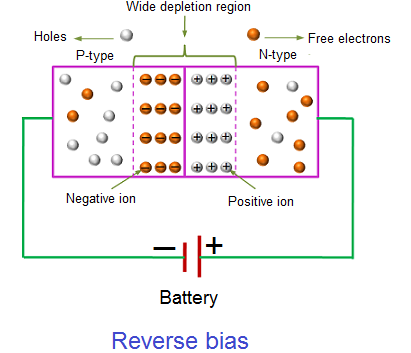 Wide depletion region
Holes
Free electrons
P-type
N-type
Negative ion
Positive ion
− +
Battery
Reverse bias